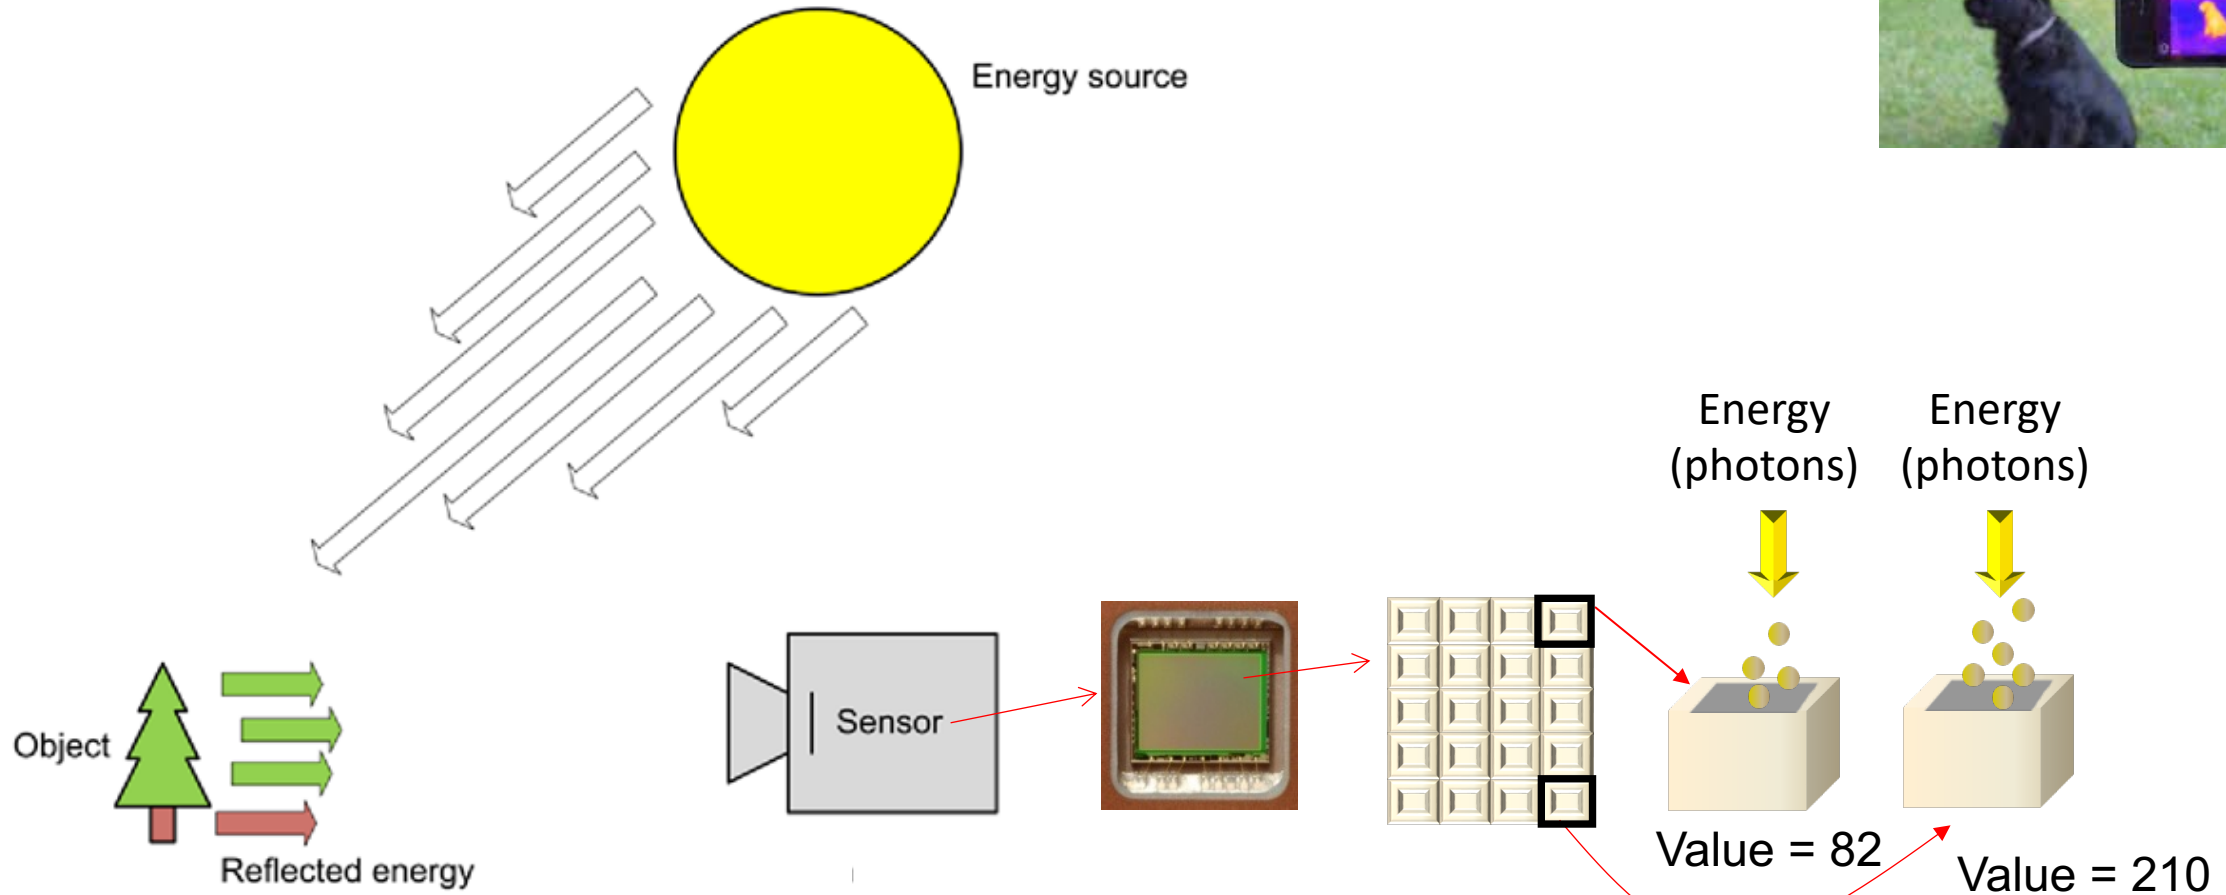 Energy source
Energy
(photons)
Energy
(photons)
Object
Sensor
Reflected energy
Value = 82
Value = 210